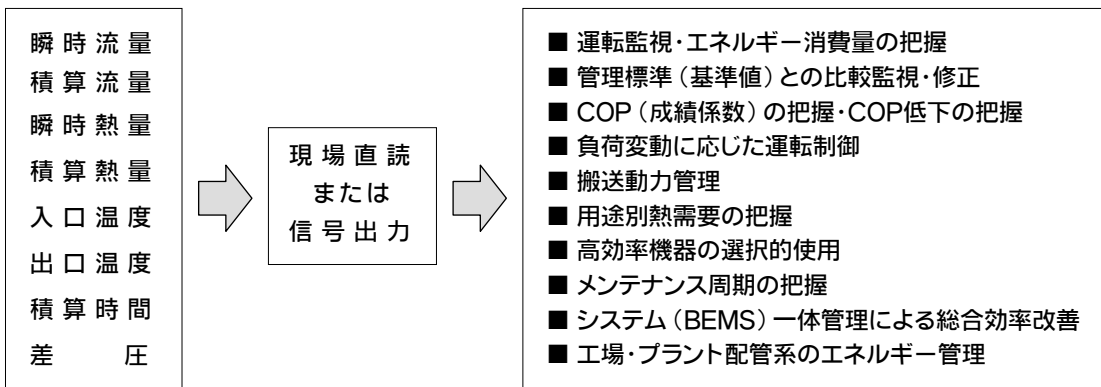 瞬時流量
積算流量
瞬時熱量
積算熱量
入口温度
出口温度
積算時間
差圧
現場直読
または
信号出力
■ 運転監視・エネルギー消費量の把握
■ 管理標準（基準値）との比較監視・修正
■ COP（成績係数）の把握・COP低下の把握
■ 負荷変動に応じた運転制御
■ 搬送動力管理
■ 用途別熱需要の把握
■ 高効率機器の選択的使用
■ メンテナンス周期の把握
■ システム（BEMS）一体管理による総合効率改善
■ 工場・プラント配管系のエネルギー管理